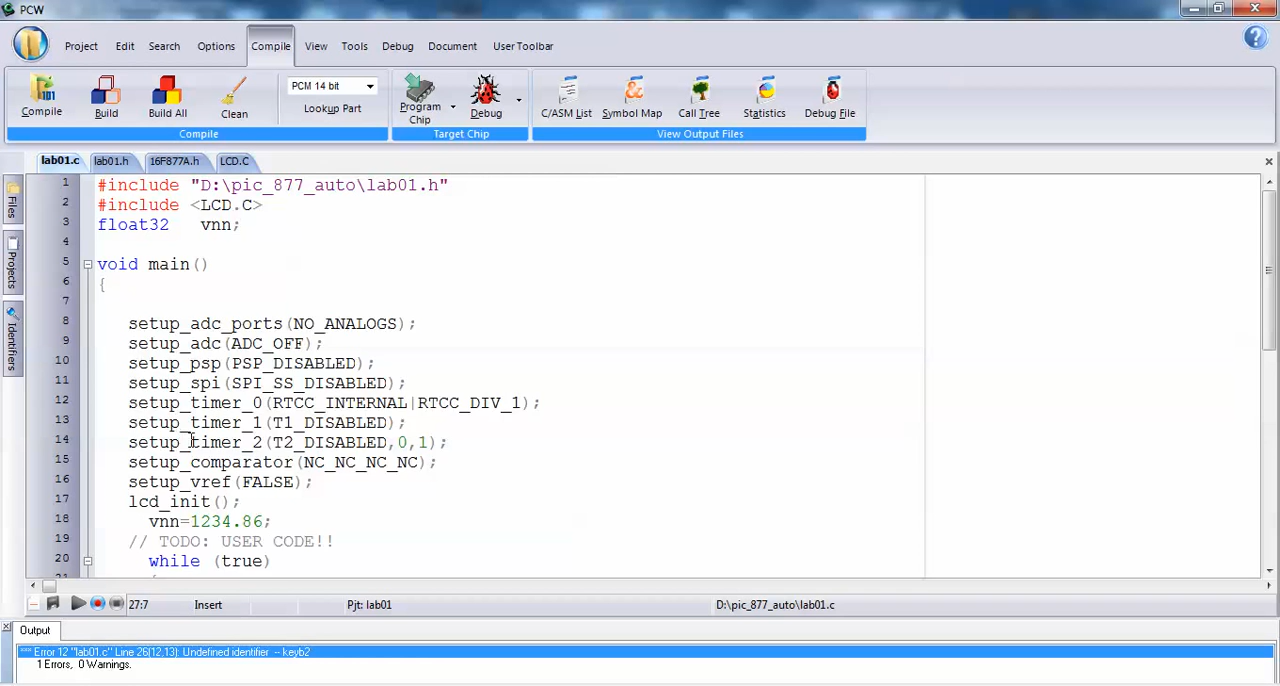 PCW
Project Edit Search Options Compile View Tools Debug Document User Toolbar
Compile Build Build All Clean PCM 14 bit Lookup Part Program Chip Debug C/ASM List Symbol Map Call Tree Statistics Debug File
Compile Target Chip View Output Files
lab01.c lab01.h 16F877A.h LCD.C
Files
Projects
Identifiers
1 #include "D:\pic_877_auto\lab01.h"
2 #include <LCD.C>
3 float32   vnn;
4
5 void main()
6 {
7
8 setup_adc_ports(NO_ANALOGS);
9 setup_adc(ADC_OFF);
10 setup_psp(PSP_DISABLED);
11 setup_spi(SPI_SS_DISABLED);
12 setup_timer_0(RTCC_INTERNAL|RTCC_DIV_1);
13 setup_timer_1(T1_DISABLED);
14 setup_timer_2(T2_DISABLED,0,1);
15 setup_comparator(NC_NC_NC_NC);
16 setup_vref(FALSE);
17 lcd_init();
18 vnn=1234.86;
19 // TODO: USER CODE!!
20 while (true)
27:7 Insert Pjt: lab01 D:\pic_877_auto\lab01.c
Output
*** Error 12 "lab01.c" Line 26(12,13): Undefined identifier -- keyb2
1 Errors, 0 Warnings.